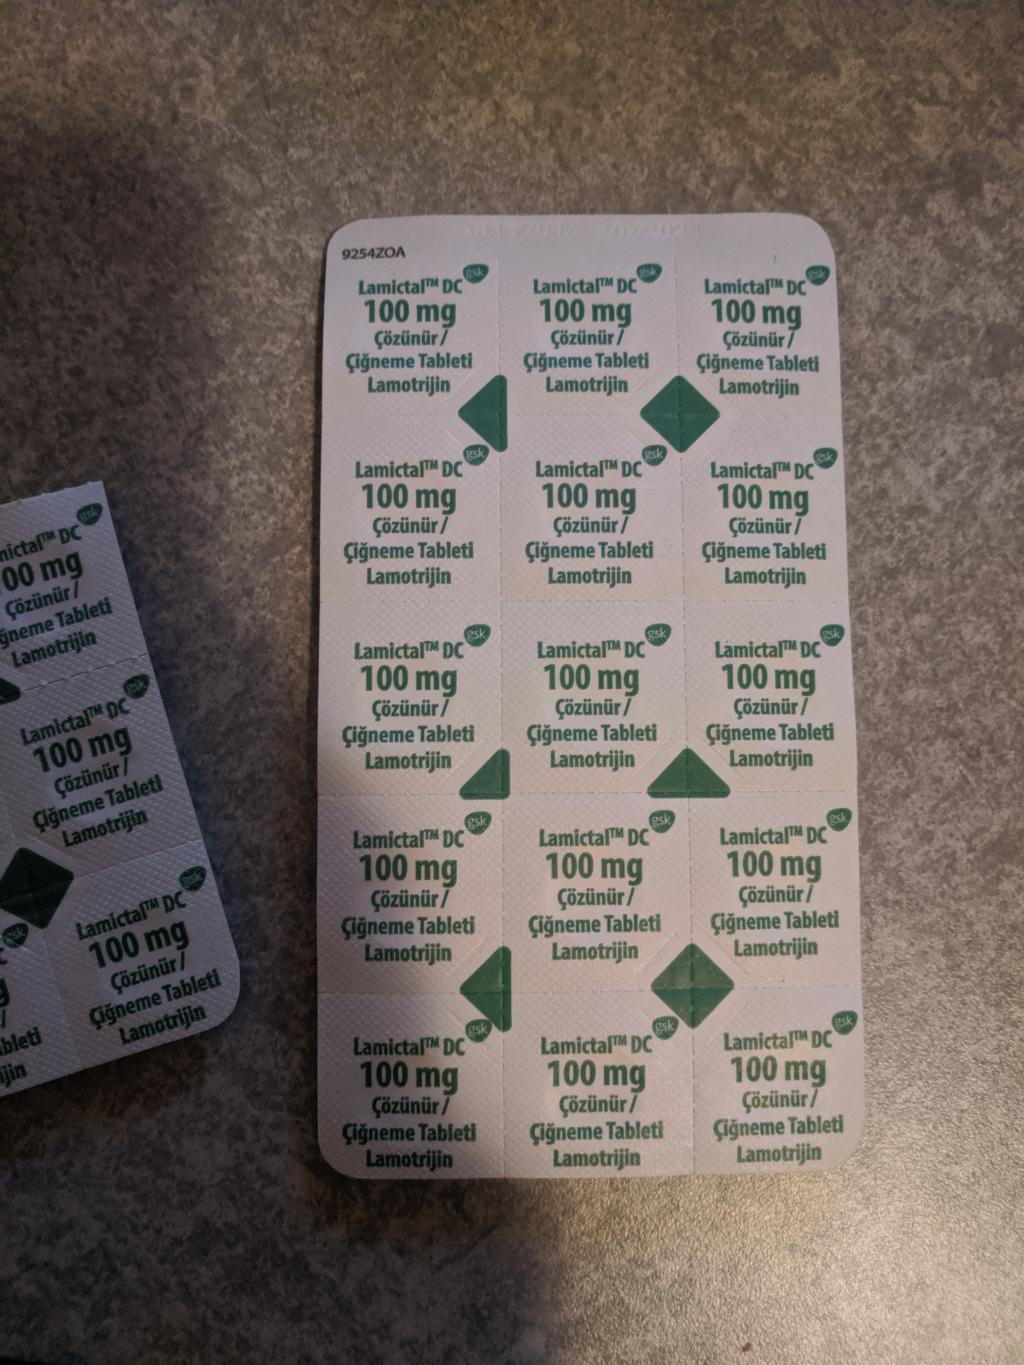 9254ZOA
Lamictal™ DC gsk
100 mg
Çözünür /
Çiğneme Tableti
Lamotrijin
Lamictal™ DC gsk
100 mg
Çözünür /
Çiğneme Tableti
Lamotrijin
Lamictal™ DC gsk
100 mg
Çözünür /
Çiğneme Tableti
Lamotrijin
Lamictal™ DC gsk
100 mg
Çözünür /
Çiğneme Tableti
Lamotrijin
Lamictal™ DC gsk
100 mg
Çözünür /
Çiğneme Tableti
Lamotrijin
Lamictal™ DC gsk
100 mg
Çözünür /
Çiğneme Tableti
Lamotrijin
Lamictal™ DC gsk
100 mg
Çözünür /
Çiğneme Tableti
Lamotrijin
Lamictal™ DC gsk
100 mg
Çözünür /
Çiğneme Tableti
Lamotrijin
Lamictal™ DC gsk
100 mg
Çözünür /
Çiğneme Tableti
Lamotrijin
Lamictal™ DC gsk
100 mg
Çözünür /
Çiğneme Tableti
Lamotrijin
Lamictal™ DC gsk
100 mg
Çözünür /
Çiğneme Tableti
Lamotrijin
Lamictal™ DC gsk
100 mg
Çözünür /
Çiğneme Tableti
Lamotrijin
Lamictal™ DC gsk
100 mg
Çözünür /
Çiğneme Tableti
Lamotrijin
Lamictal™ DC gsk
100 mg
Çözünür /
Çiğneme Tableti
Lamotrijin
Lamictal™ DC gsk
100 mg
Çözünür /
Çiğneme Tableti
Lamotrijin
DC gsk
mg
Çözünür /
Tableti
Lamotrijin
Lamictal™ DC gsk
100 mg
Çözünür /
Çiğneme Tableti
Lamotrijin
Lamictal™ DC gsk
100 mg
Çözünür /
Çiğneme Tableti
Lamotrijin
gsk